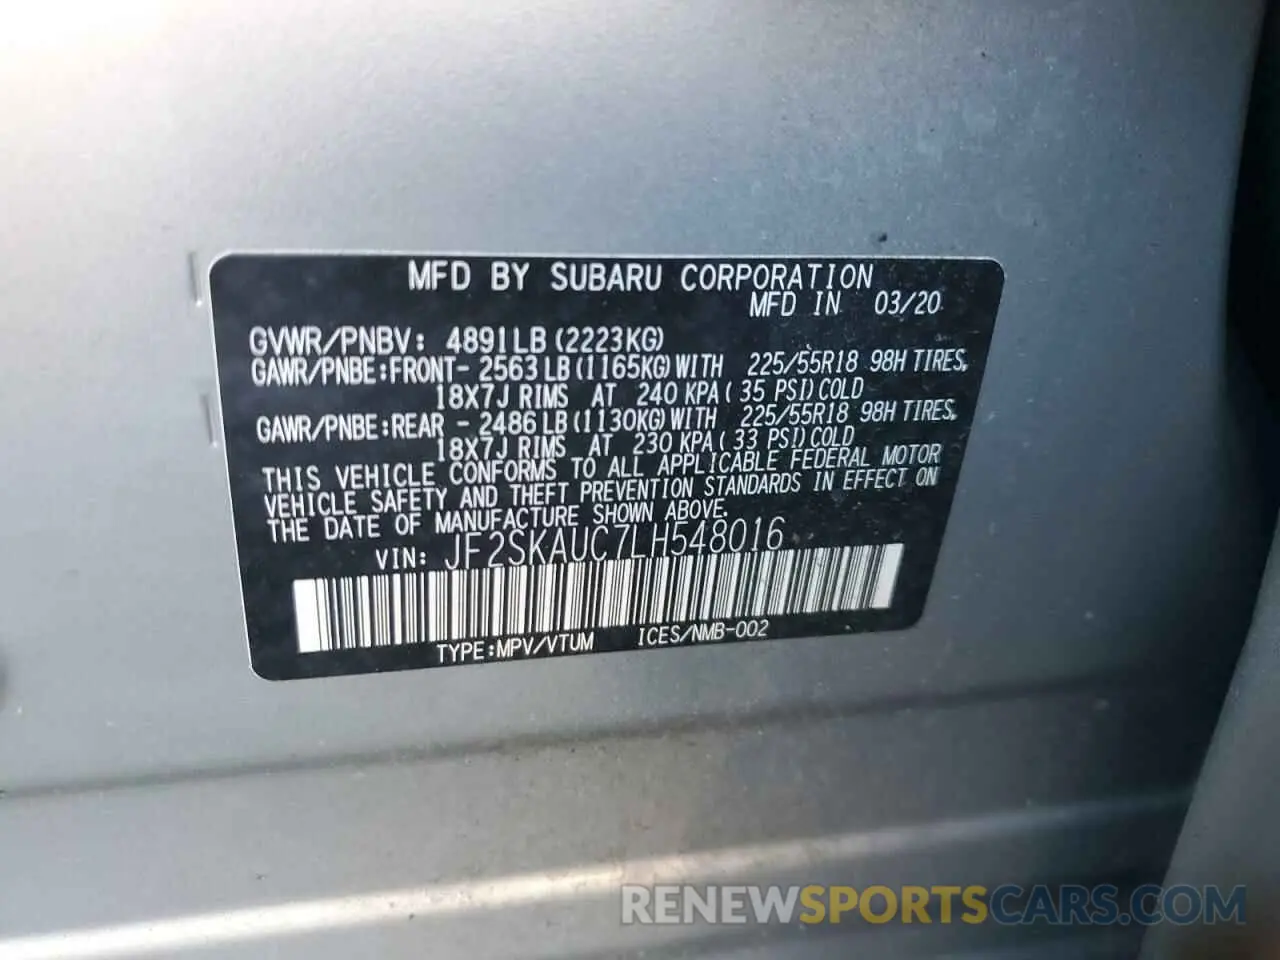 MFD BY SUBARU CORPORATION
MFD IN 03/20
GVWR/PNBV: 4891LB (2223KG)
GAWR/PNBE:FRONT- 2563LB (1165KG) WITH 225/55R18 98H TIRES,
18X7J RIMS AT 240 KPA( 35 PSI) COLD
GAWR/PNBE:REAR - 2486LB (1130KG) WITH 225/55R18 98H TIRES,
18X7J RIMS AT 230 KPA( 33 PSI) COLD
THIS VEHICLE CONFORMS TO ALL APPLICABLE FEDERAL MOTOR
VEHICLE SAFETY AND THEFT PREVENTION STANDARDS IN EFFECT ON
THE DATE OF MANUFACTURE SHOWN ABOVE.
VIN: JF2SKAUC7LH548016
TYPE:MPV/VTUM ICES/NMB-002
RENEWSPORTSCARS.COM